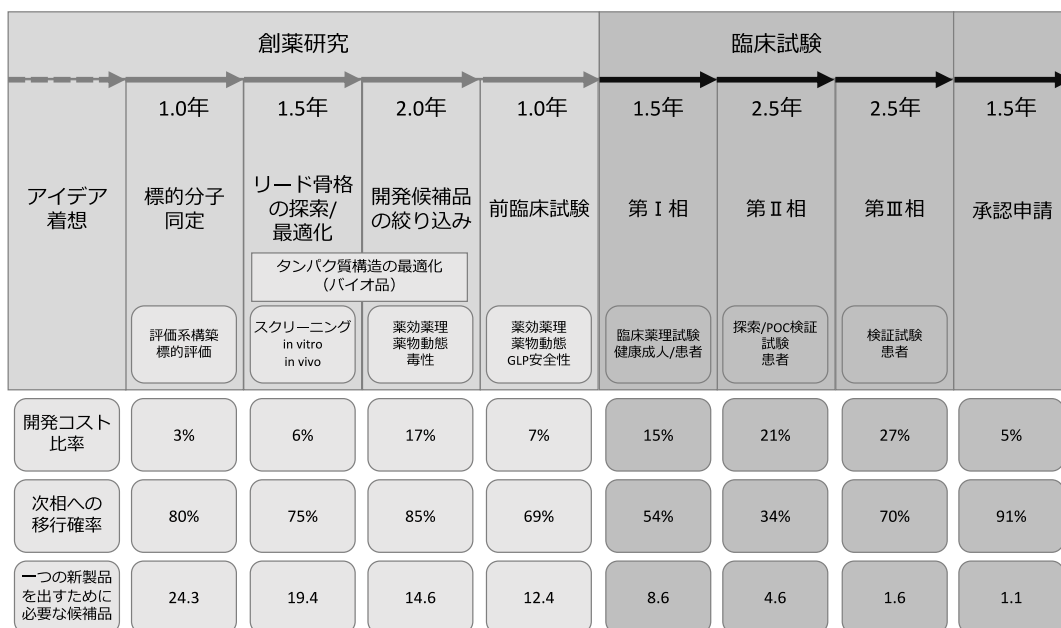 創薬研究
臨床試験
1.0年
1.5年
2.0年
1.0年
1.5年
2.5年
2.5年
1.5年
アイデア
着想
標的分子
同定
リード骨格
の探索/
最適化
開発候補品
の絞り込み
前臨床試験
第Ⅰ相
第Ⅱ相
第Ⅲ相
承認申請
タンパク質構造の最適化
(バイオ品)
評価系構築
標的評価
スクリーニング
in vitro
in vivo
薬効薬理
薬物動態
毒性
薬効薬理
薬物動態
GLP安全性
臨床薬理試験
健康成人/患者
探索/POC検証
試験
患者
検証試験
患者
開発コスト
比率
3%
6%
17%
7%
15%
21%
27%
5%
次相への
移行確率
80%
75%
85%
69%
54%
34%
70%
91%
一つの新製品
を出すために
必要な候補品
24.3
19.4
14.6
12.4
8.6
4.6
1.6
1.1